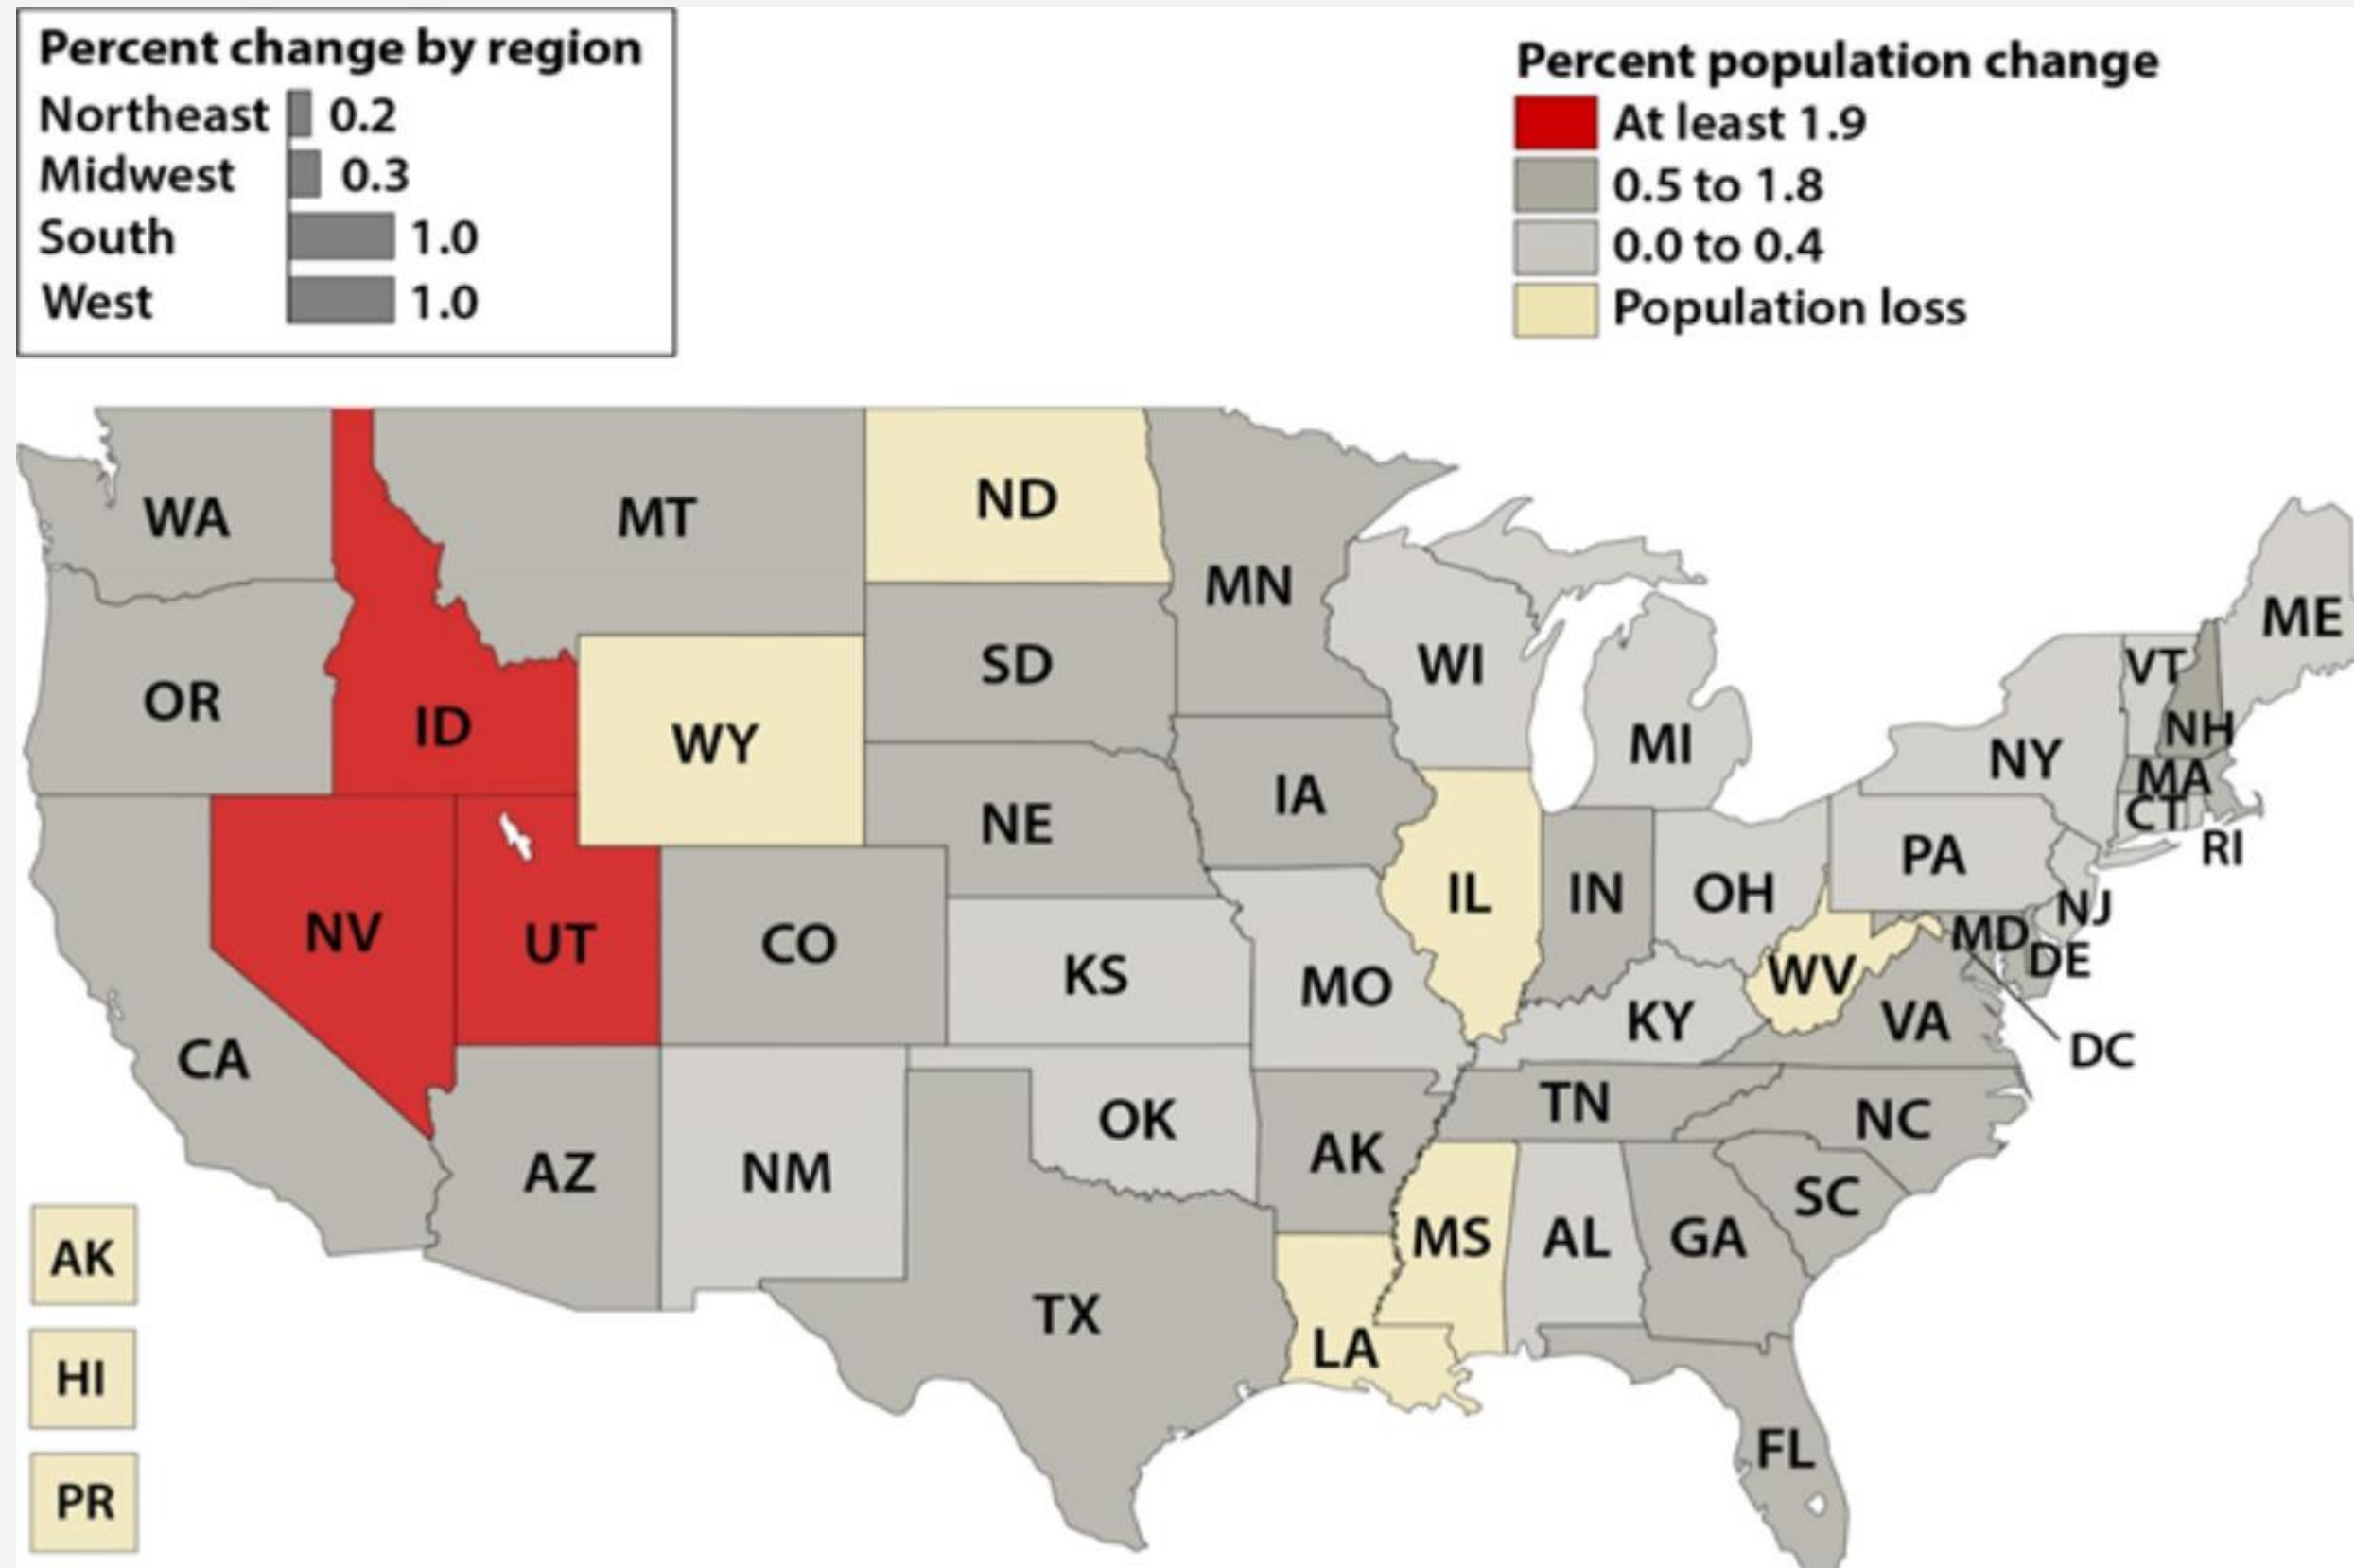 Percent change by region
Northeast 0.2
Midwest 0.3
South 1.0
West 1.0
Percent population change
At least 1.9
0.5 to 1.8
0.0 to 0.4
Population loss
WA
MT
ND
MN
OR
ID
WY
SD
WI
MI
ME
VT
NH
NY
MA
CT
RI
NE
IA
PA
NV
UT
CO
KS
MO
IL
IN
OH
NJ
MD
DE
WV
VA
DC
KY
CA
AZ
NM
OK
AK
TN
NC
SC
MS
AL
GA
TX
LA
FL
AK
HI
PR